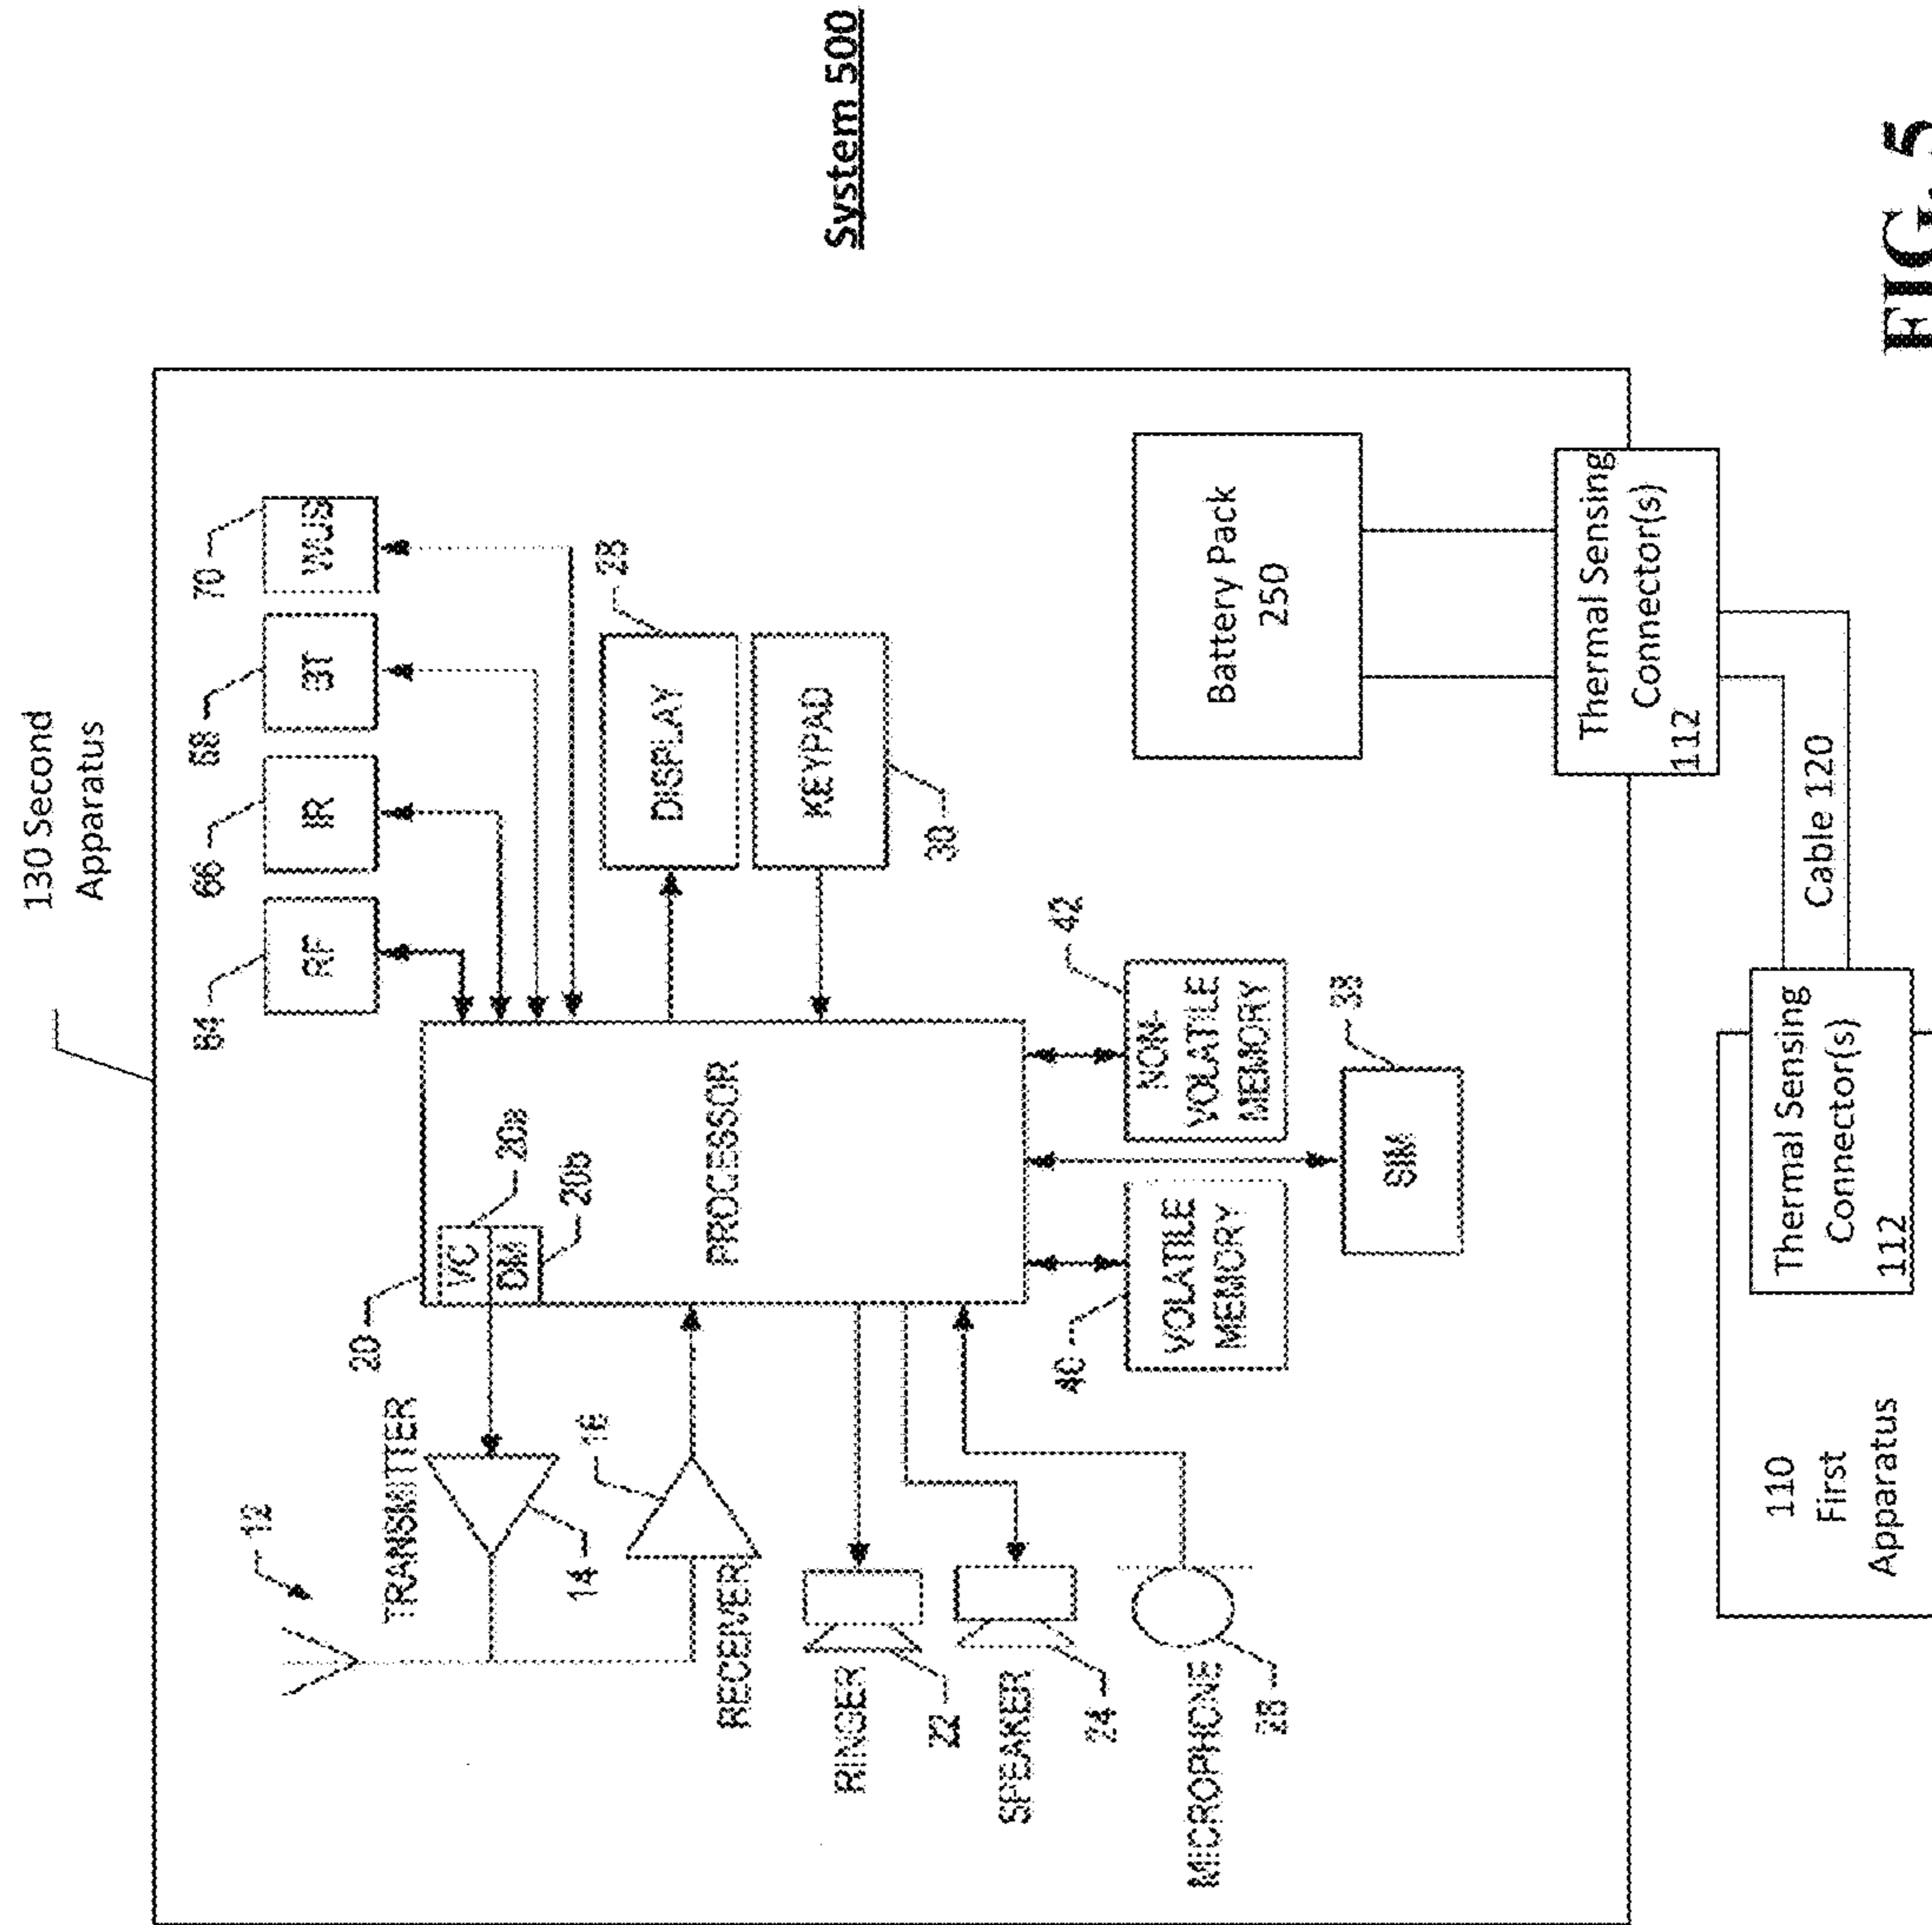 130 Second
Apparatus
12
TRANSMITTER
14
16
RECEIVER
RINGER
22
SPEAKER
24
MICROPHONE
20
VC
DM
20a
20b
PROCESSOR
64
RF
66
IR
68
BT
70
WUS
28
DISPLAY
KEYPAD
30
40
VOLATILE
MEMORY
42
NON-
VOLATILE
MEMORY
38
SIM
Battery Pack
250
Thermal Sensing
Connector(s)
112
Cable 120
Thermal Sensing
Connector(s)
112
110
First
Apparatus
System 500
FIG. 5